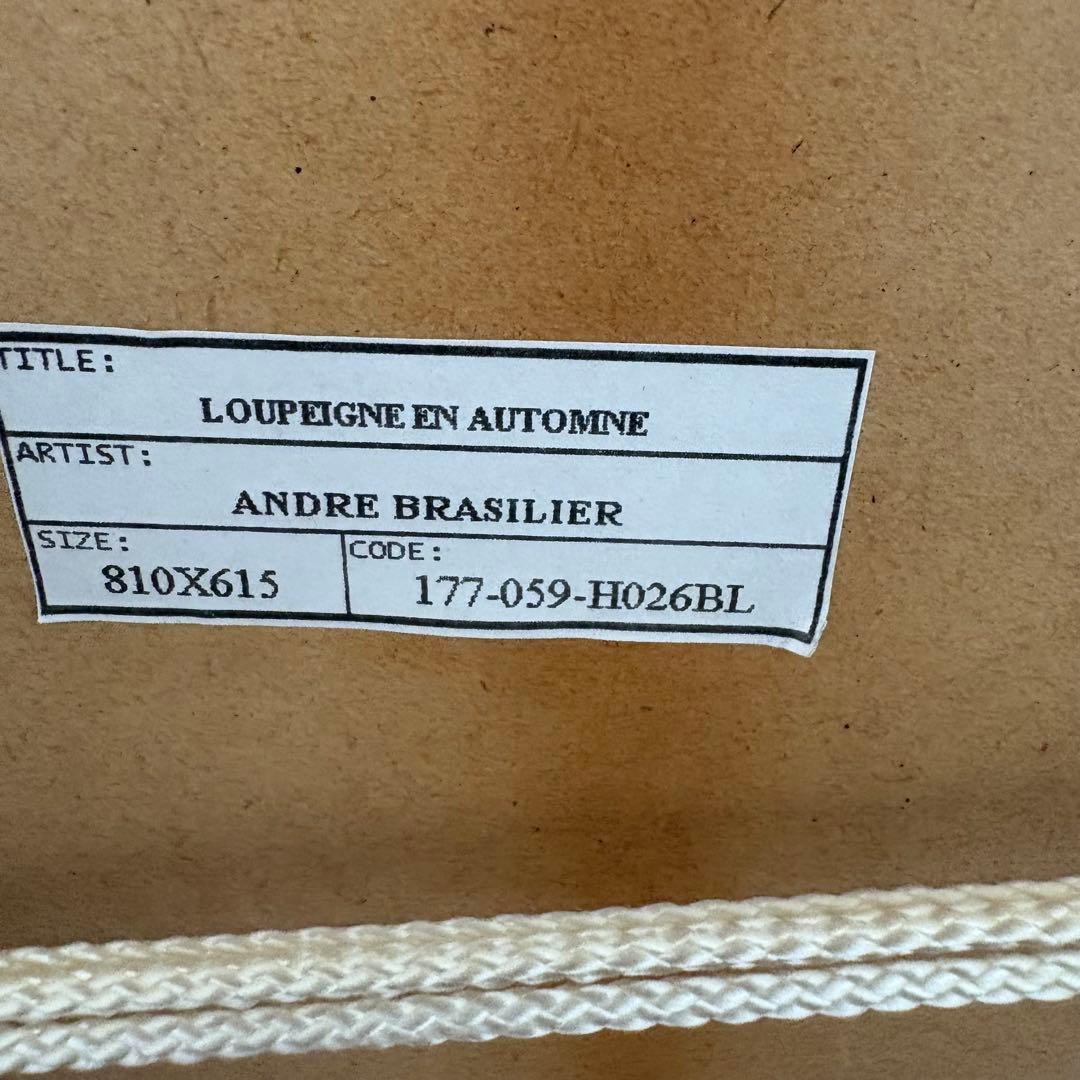 TITLE:
LOUPEIGNE EN AUTOMNE
ARTIST:
ANDRE BRASILIER
SIZE: CODE:
810X615 177-059-H026BL